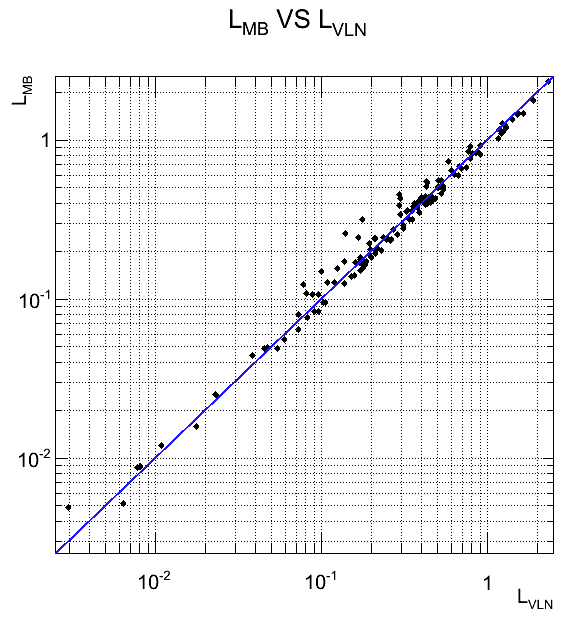 L_MB VS L_VLN
L_MB
1
10^-1
10^-2
10^-2 10^-1 1
L_VLN